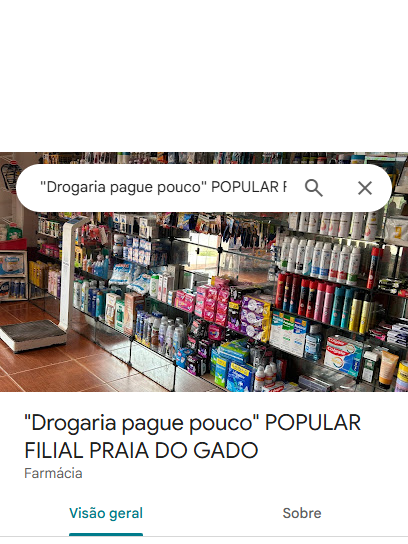 "Drogaria pague pouco" POPULAR F
"Drogaria pague pouco" POPULAR
FILIAL PRAIA DO GADO
Farmácia
Visão geral
Sobre